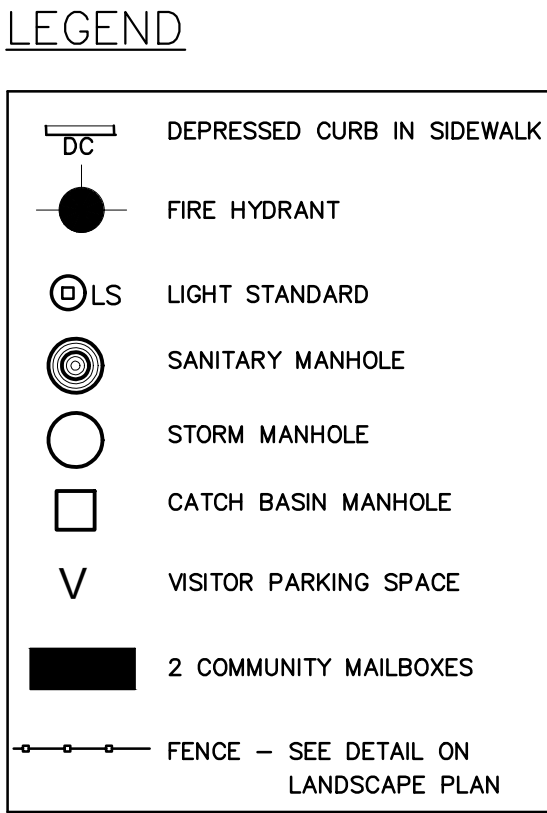 LEGEND
DC DEPRESSED CURB IN SIDEWALK
FIRE HYDRANT
LS LIGHT STANDARD
SANITARY MANHOLE
STORM MANHOLE
CATCH BASIN MANHOLE
V VISITOR PARKING SPACE
2 COMMUNITY MAILBOXES
FENCE – SEE DETAIL ON
LANDSCAPE PLAN